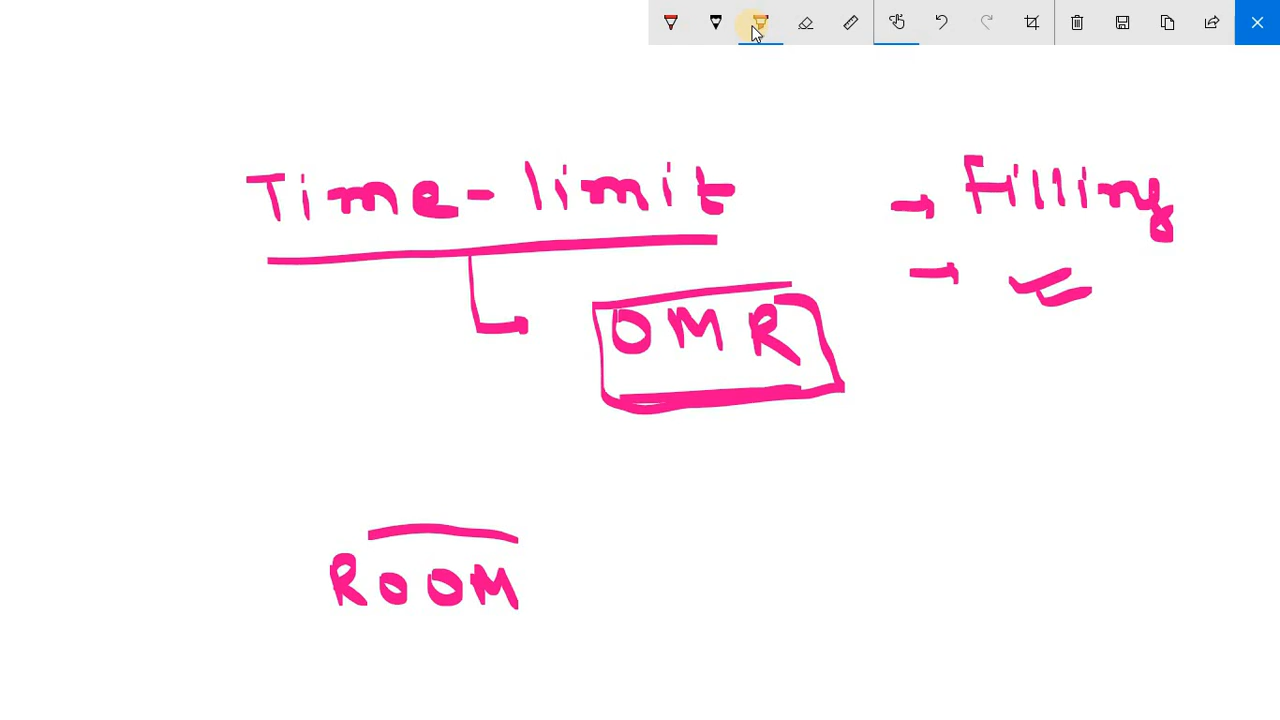 Time-limit
→ Filling
→
OMR
ROOM